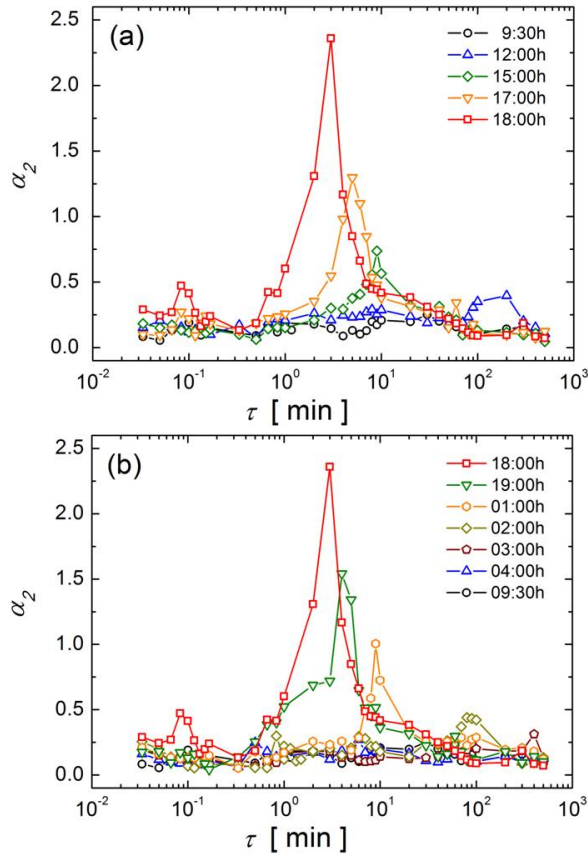 (a)
9:30h
12:00h
15:00h
17:00h
18:00h
α2
2.5
2.0
1.5
1.0
0.5
0.0
10-2 10-1 100 101 102 103
τ [ min ]
(b)
18:00h
19:00h
01:00h
02:00h
03:00h
04:00h
09:30h
α2
2.5
2.0
1.5
1.0
0.5
0.0
10-2 10-1 100 101 102 103
τ [ min ]